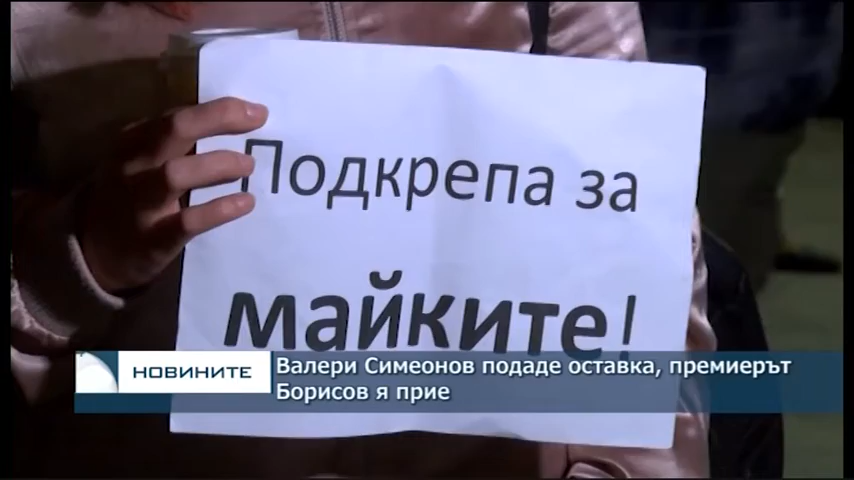 Подкрепа за
майките!
НОВИНИТЕ
Валери Симеонов подаде оставка, премиерът
Борисов я прие